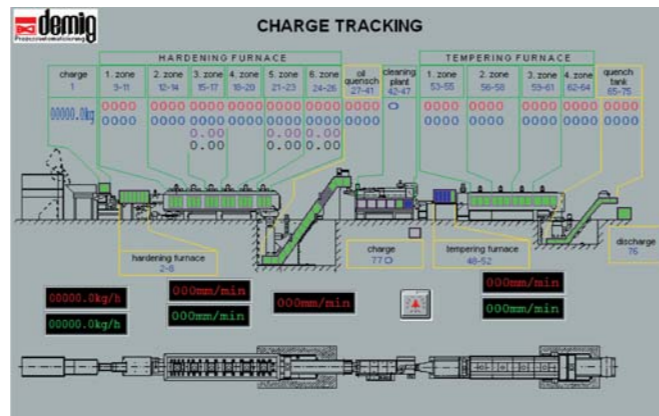 demig
Prozessautomatisierung
CHARGE TRACKING
HARDENING FURNACE
TEMPERING FURNACE
charge
1
1. zone
9-11
2. zone
12-14
3. zone
15-17
4. zone
18-20
5. zone
21-23
6. zone
24-26
oil
quensch
27-41
cleaning
plant
42-47
1. zone
53-55
2. zone
56-58
3. zone
59-61
4. zone
62-64
quench
tank
65-75
00000.0kg
0000 0000 0000 0000 0000 0000 0000 0 0000 0000 0000 0000 0000
0000 0000 0000 0000 0000 0000 0000 0000 0000 0000 0000 0000
0.00 0.00 0.00
0.00 0.00 0.00
hardening furnace
2-8
charge
77 0
tempering furnace
48-52
discharge
76
00000.0kg/h
00000.0kg/h
000mm/min
000mm/min
000mm/min
000mm/min
000mm/min